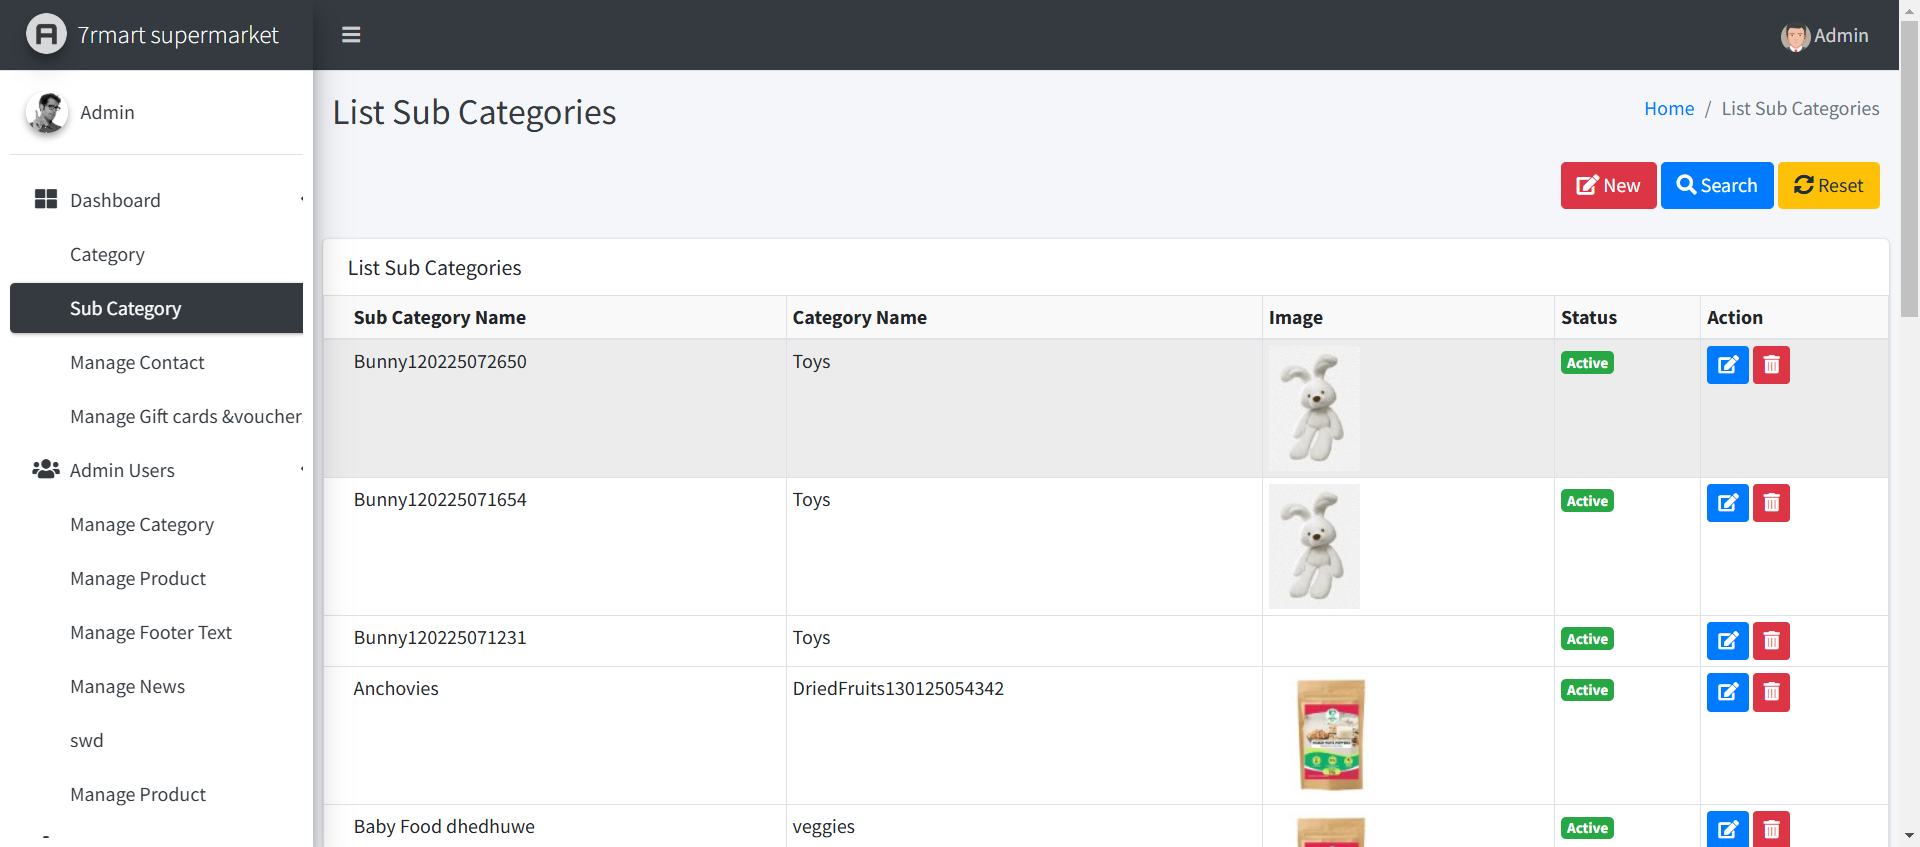 7rmart supermarket
Admin
Admin
Dashboard
Category
Sub Category
Manage Contact
Manage Gift cards &voucher
Admin Users
Manage Category
Manage Product
Manage Footer Text
Manage News
swd
Manage Product
List Sub Categories
Home / List Sub Categories
New Search Reset
List Sub Categories
Sub Category Name Category Name Image Status Action
Bunny120225072650 Toys Active
Bunny120225071654 Toys Active
Bunny120225071231 Toys Active
Anchovies DriedFruits130125054342 Active
Baby Food dhedhuwe veggies Active